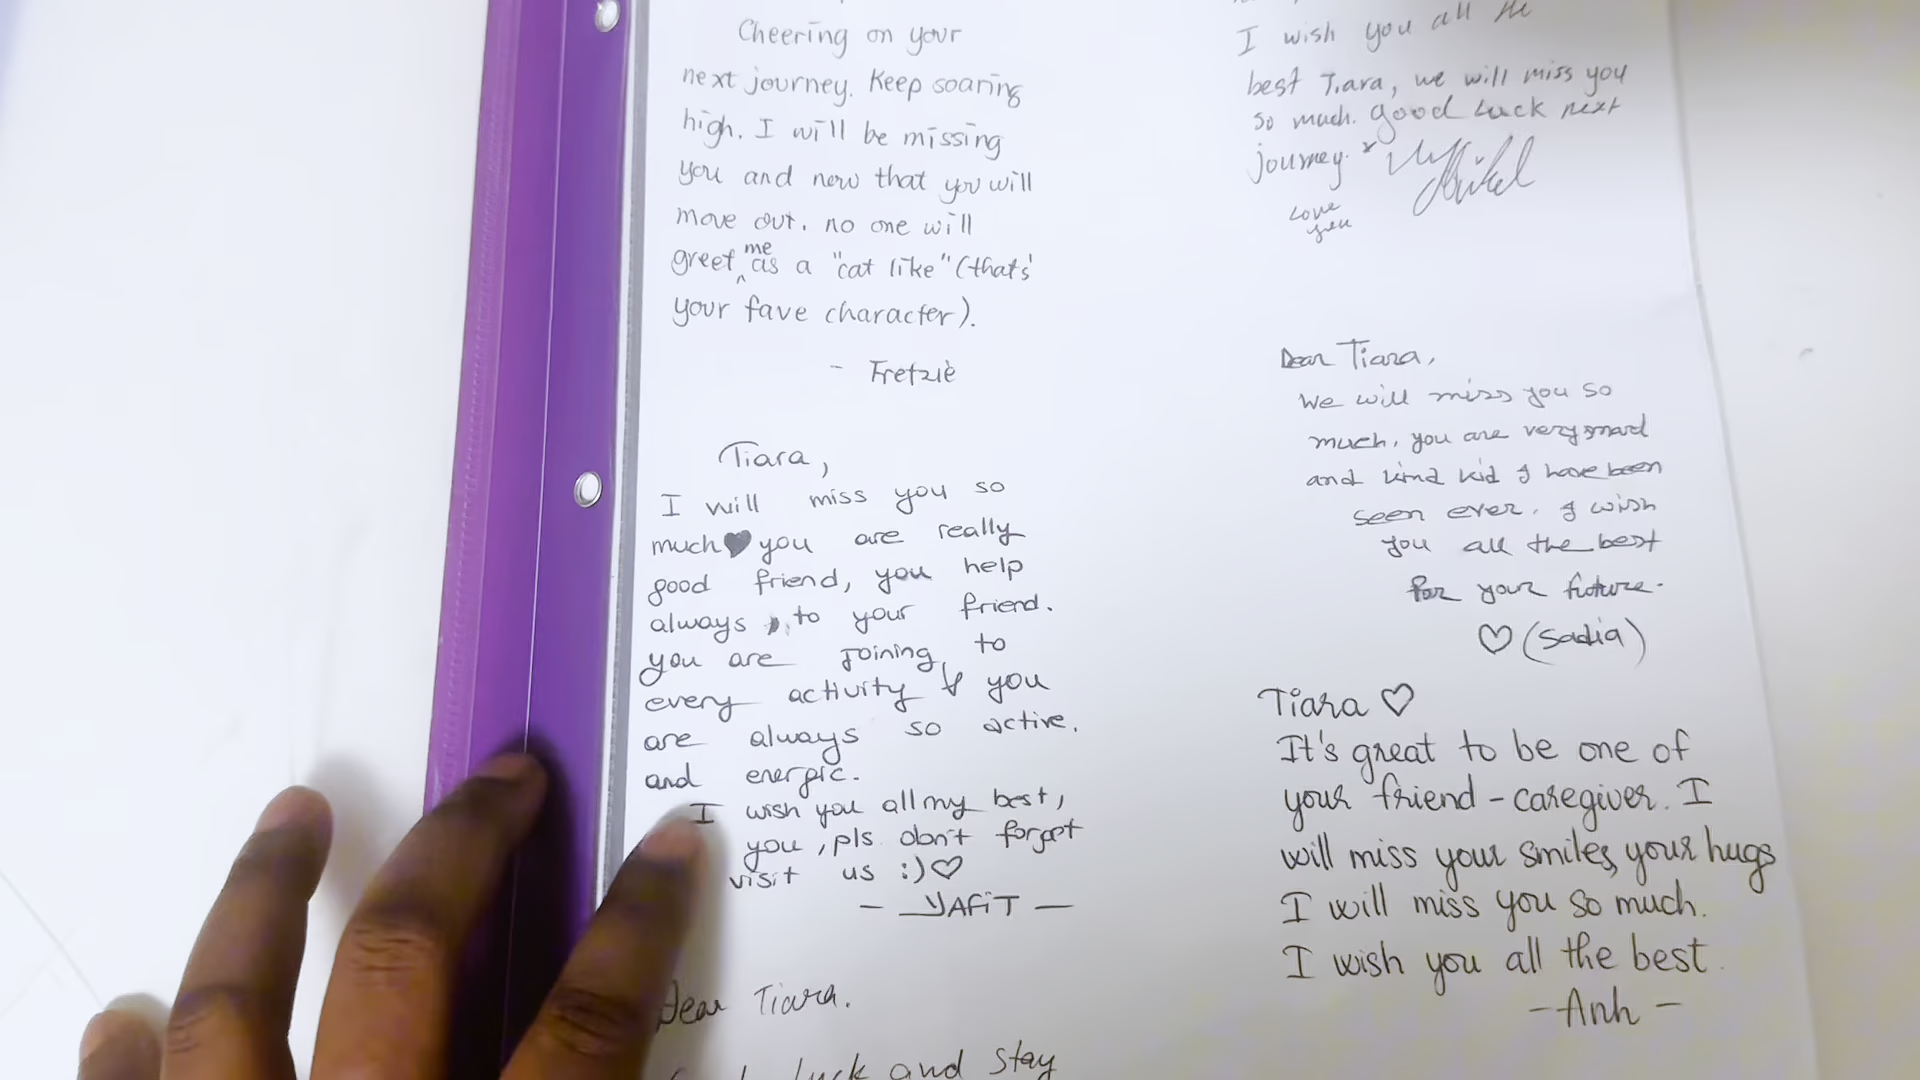 Cheering on your
next journey. Keep soaring
high. I will be missing
you and now that you will
move out, no one will
greet me as a "cat like" (that's
your fave character).
- Fretzie
Tiara,
I will miss you so
much♥ you are really
good friend, you help
always to your friend.
you are joining to
every activity & you
are always so active,
and energic.
I wish you all my best,
you, pls don't forget
visit us :)♡
— YAFiT —
Dear Tiara.
luck and stay
I wish you all the
best Tiara, we will miss you
so much. good luck next
journey.
Love
you
Dear Tiara,
We will miss you so
much, you are very smard
and kind kid I have been
seen ever. I wish
you all the best
for your future.
♡ (Sadia)
Tiara ♡
It's great to be one of
your friend - caregiver. I
will miss your smiles, your hugs
I will miss you so much.
I wish you all the best.
- Anh -